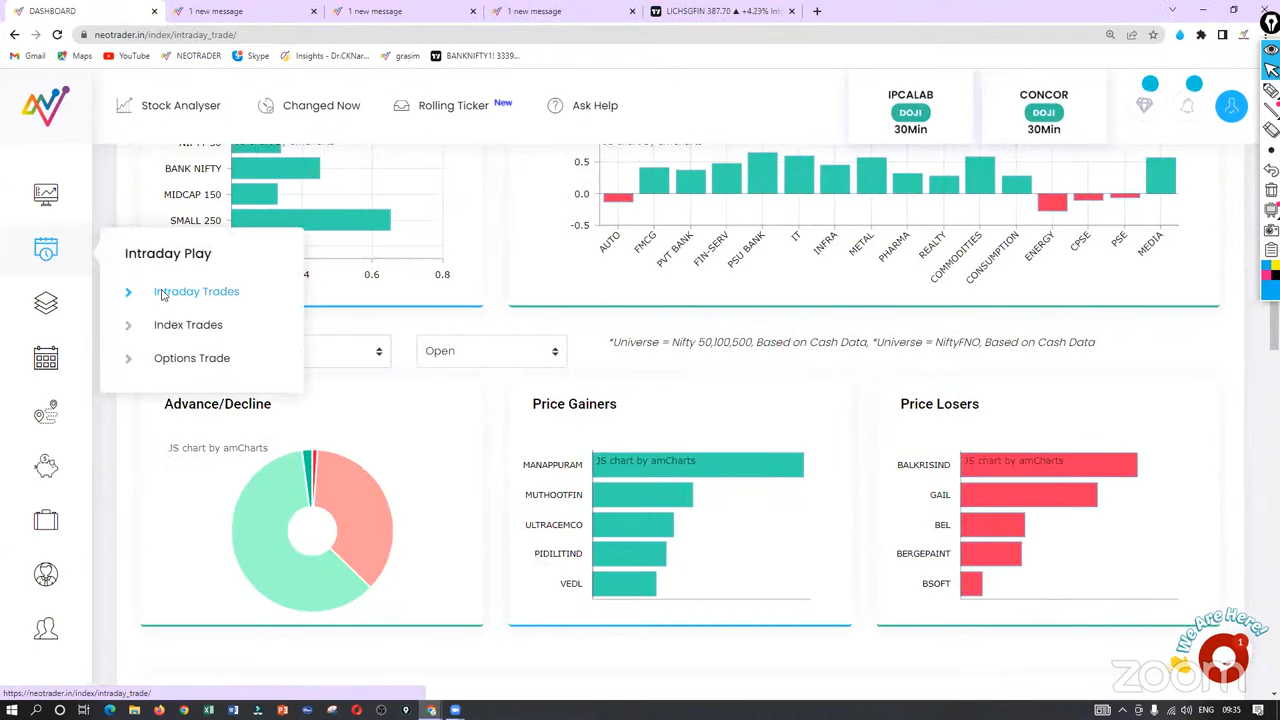 DASHBOARD
1 new message
1 new message
1 new message
LICHSGFIN 387.70 ▲ +4.23%
neotrader.in/index/intraday_trade/
Gmail
Maps
YouTube
NEOTRADER
Skype
Insights - Dr.CKNar...
grasim
BANKNIFTY1! 3339...
Stock Analyser
Changed Now
Rolling Ticker New
Ask Help
IPCALAB
DOJI
30Min
CONCOR
DOJI
30Min
BANK NIFTY
MIDCAP 150
SMALL 250
0.6
0.8
0.5
0.0
-0.5
AUTO
FMCG
PVT BANK
FIN-SERV
PSU BANK
IT
INFRA
METAL
PHARMA
REALTY
COMMODITIES
CONSUMPTION
ENERGY
CPSE
PSE
MEDIA
Intraday Play
Intraday Trades
Index Trades
Options Trade
Open
*Universe = Nifty 50,100,500, Based on Cash Data, *Universe = NiftyFNO, Based on Cash Data
Advance/Decline
JS chart by amCharts
Price Gainers
JS chart by amCharts
MANAPPURAM
MUTHOOTFIN
ULTRACEMCO
PIDILITIND
VEDL
Price Losers
JS chart by amCharts
BALKRISIND
GAIL
BEL
BERGEPAINT
BSOFT
We Are Here!
1
zoom
https://neotrader.in/index/intraday_trade/
ENG
09:35